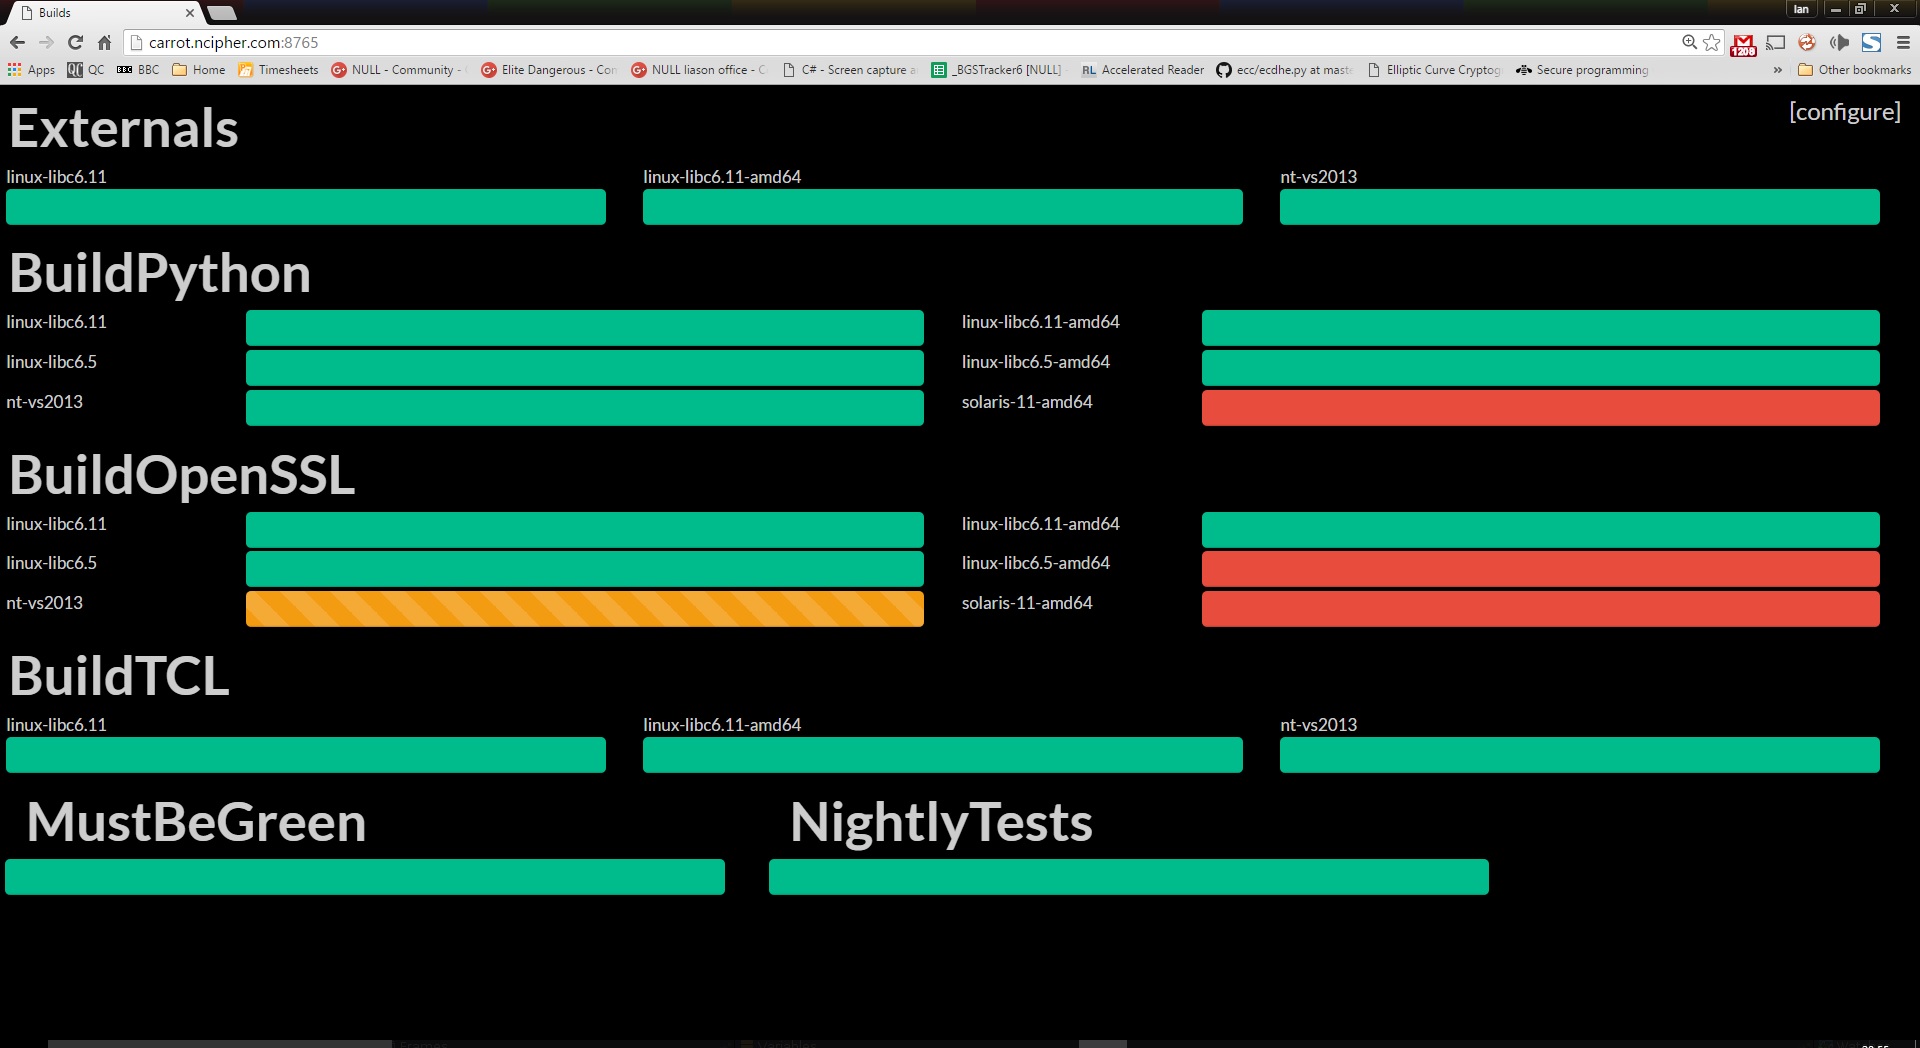 Builds
Ian
carrot.ncipher.com:8765
1208
Apps QC QC BBC BBC Home Timesheets G+ NULL - Community - G+ Elite Dangerous - Con G+ NULL liason office - C C# - Screen capture a _BGSTracker6 [NULL] RL Accelerated Reader ecc/ecdhe.py at mast Elliptic Curve Cryptog Secure programming » Other bookmarks
[configure]
Externals
linux-libc6.11 linux-libc6.11-amd64 nt-vs2013
BuildPython
linux-libc6.11 linux-libc6.11-amd64
linux-libc6.5 linux-libc6.5-amd64
nt-vs2013 solaris-11-amd64
BuildOpenSSL
linux-libc6.11 linux-libc6.11-amd64
linux-libc6.5 linux-libc6.5-amd64
nt-vs2013 solaris-11-amd64
BuildTCL
linux-libc6.11 linux-libc6.11-amd64 nt-vs2013
MustBeGreen NightlyTests
Frames Variables